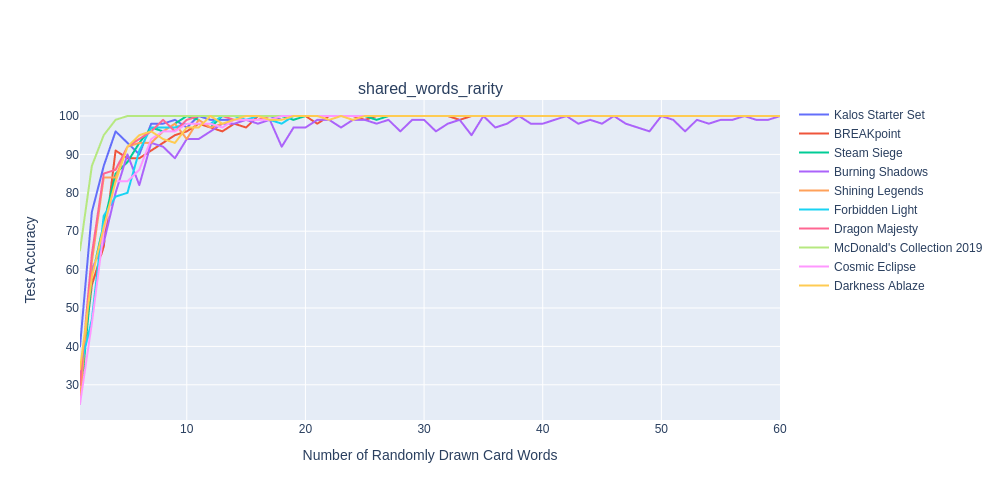 shared_words_rarity
Test Accuracy
100
90
80
70
60
50
40
30
10
20
30
40
50
60
Number of Randomly Drawn Card Words
Kalos Starter Set
BREAKpoint
Steam Siege
Burning Shadows
Shining Legends
Forbidden Light
Dragon Majesty
McDonald's Collection 2019
Cosmic Eclipse
Darkness Ablaze